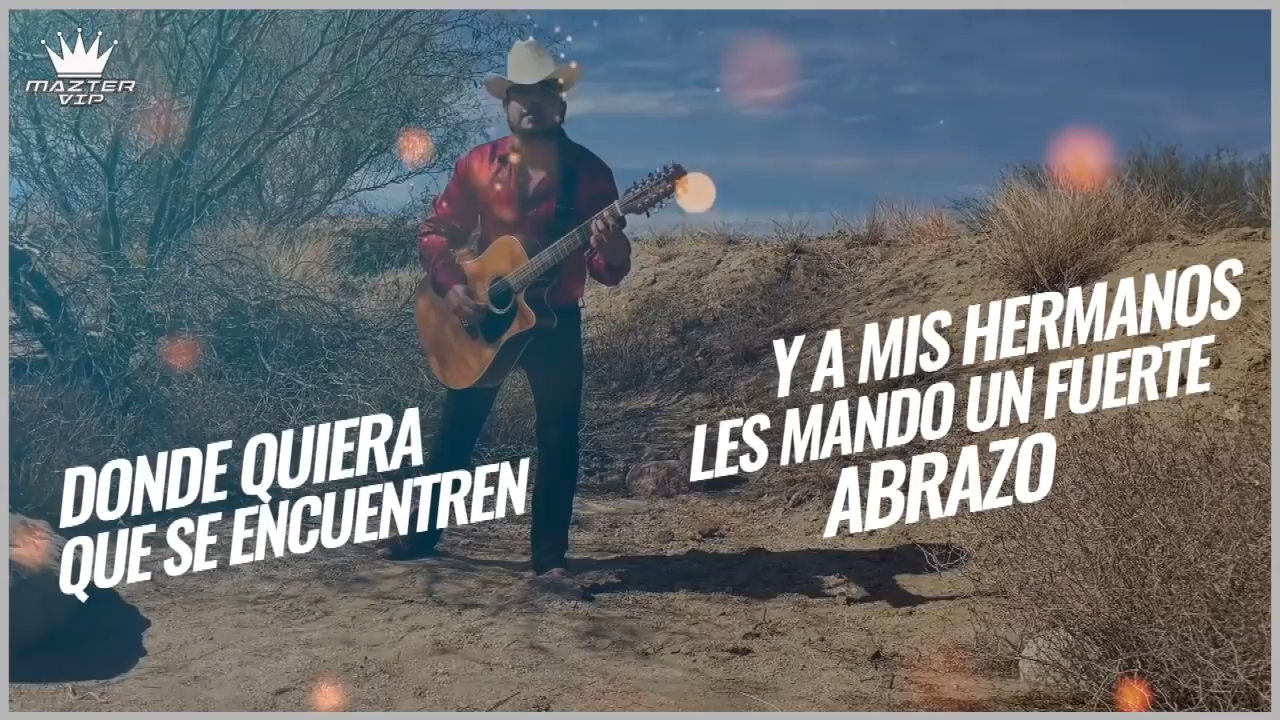 MAZTER
VIP
DONDE QUIERA
QUE SE ENCUENTREN
Y A MIS HERMANOS
LES MANDO UN FUERTE
ABRAZO